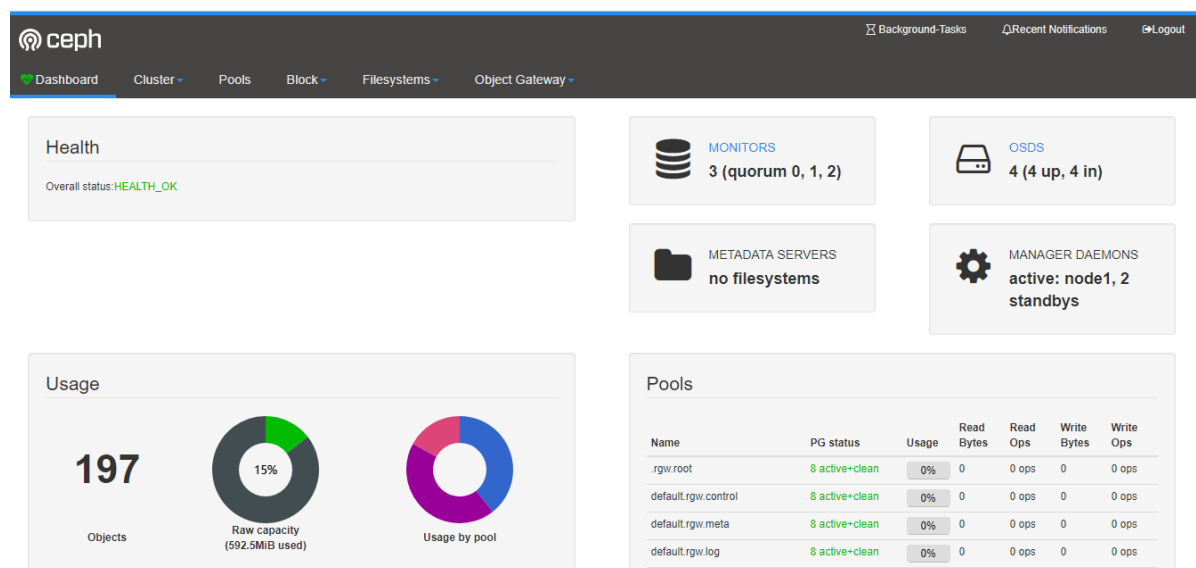 ceph
Background-Tasks
Recent Notifications
Logout
Dashboard Cluster Pools Block Filesystems Object Gateway
Health
Overall status:HEALTH_OK
MONITORS
3 (quorum 0, 1, 2)
OSDS
4 (4 up, 4 in)
METADATA SERVERS
no filesystems
MANAGER DAEMONS
active: node1, 2
standbys
Usage
197
Objects
15%
Raw capacity
(592.5MiB used)
Usage by pool
Pools
Name PG status Usage Read Bytes Read Ops Write Bytes Write Ops
.rgw.root 8 active+clean 0% 0 0 ops 0 0 ops
default.rgw.control 8 active+clean 0% 0 0 ops 0 0 ops
default.rgw.meta 8 active+clean 0% 0 0 ops 0 0 ops
default.rgw.log 8 active+clean 0% 0 0 ops 0 0 ops